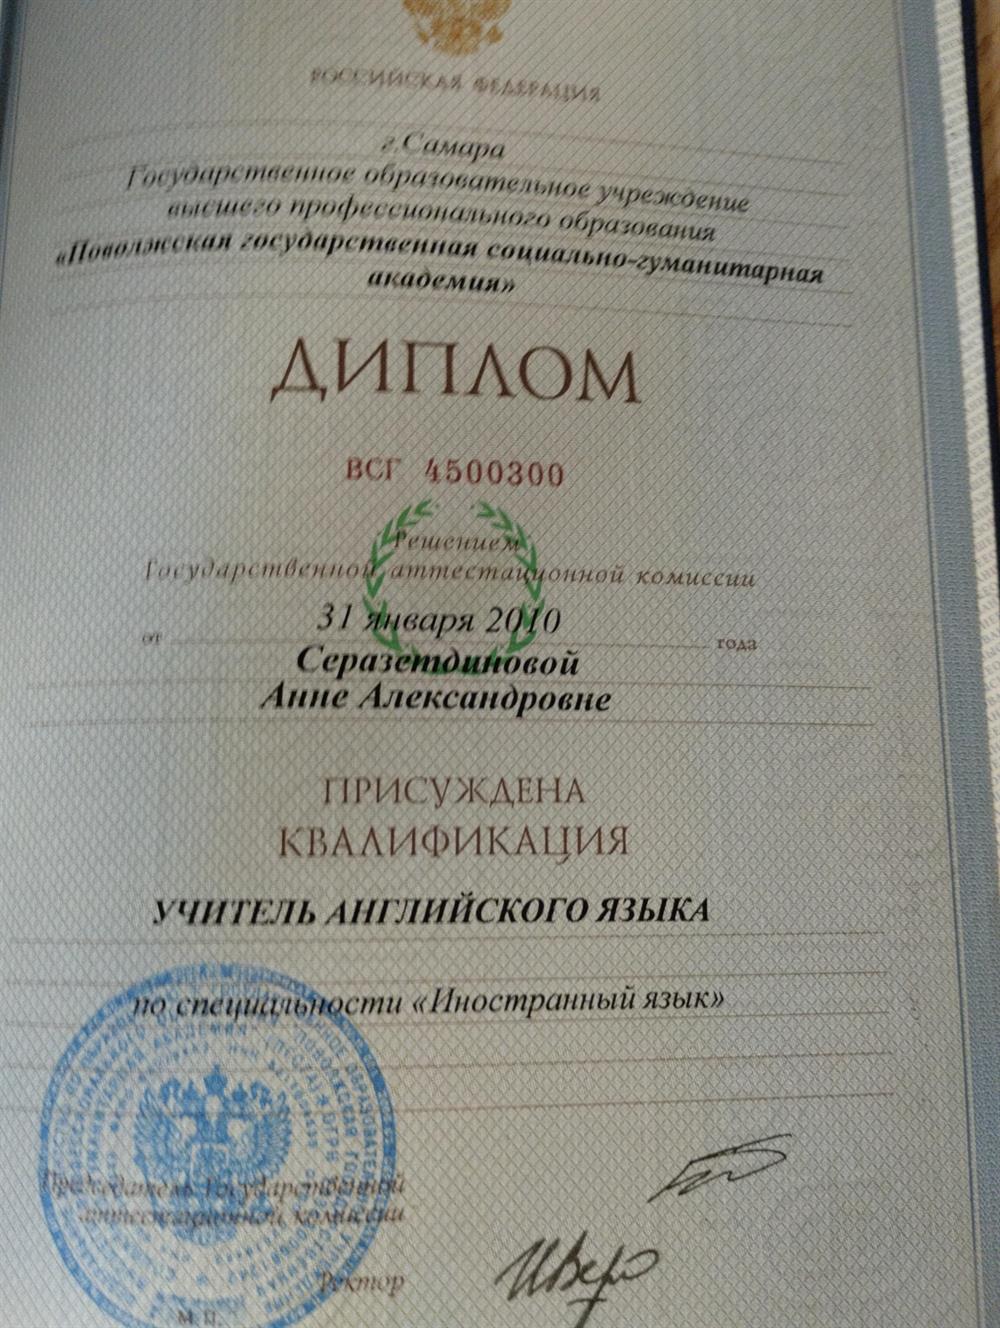 РОССИЙСКАЯ ФЕДЕРАЦИЯ
г.Самара
Государственное образовательное учреждение
высшего профессионального образования
«Поволжская государственная социально-гуманитарная
академия»
ДИПЛОМ
ВСГ 4500300
Решением
Государственной аттестационной комиссии
от 31 января 2010 года
Серазетдиновой
Анне Александровне
ПРИСУЖДЕНА
КВАЛИФИКАЦИЯ
УЧИТЕЛЬ АНГЛИЙСКОГО ЯЗЫКА
по специальности «Иностранный язык»
Председатель Государственной
аттестационной комиссии
Ректор
М.П.